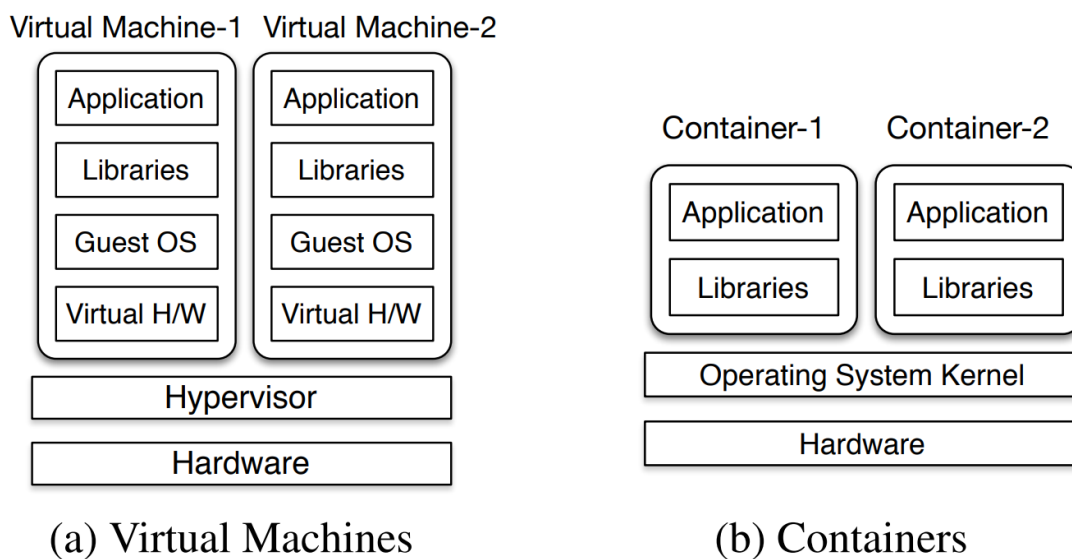 Virtual Machine-1 Virtual Machine-2
Application Application
Libraries Libraries
Guest OS Guest OS
Virtual H/W Virtual H/W
Hypervisor
Hardware
(a) Virtual Machines
Container-1 Container-2
Application Application
Libraries Libraries
Operating System Kernel
Hardware
(b) Containers